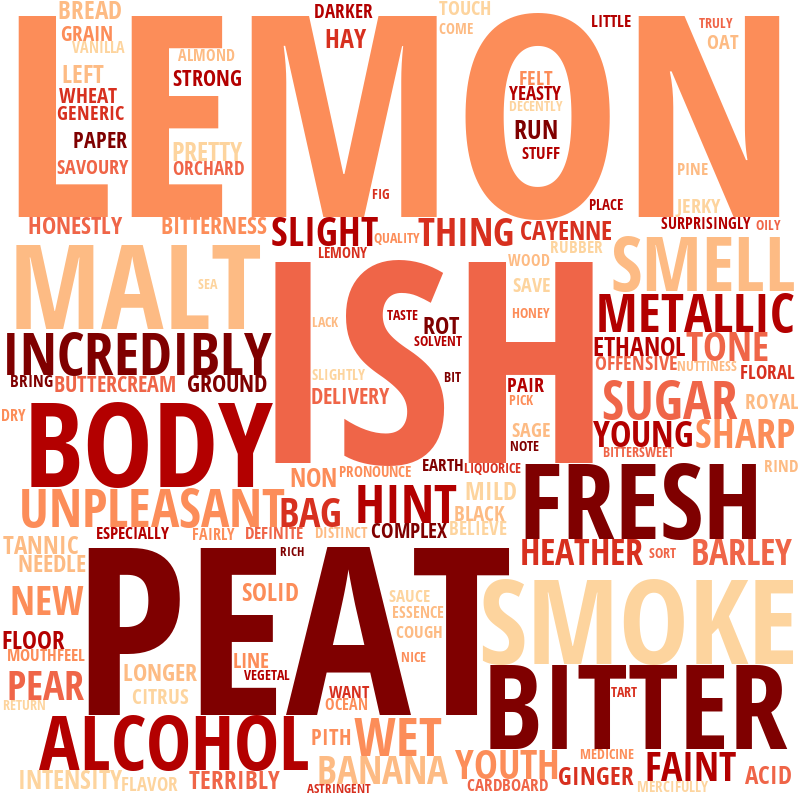 BREAD
DARKER
TOUCH
LITTLE
TRULY
GRAIN
VANILLA
HAY
COME
OAT
LEMON
ALMOND
LEFT
STRONG
FELT
WHEAT
YEASTY
GENERIC
DECENTLY
RUN
PAPER
PRETTY
STUFF
SAVOURY
ORCHARD
PINE
FIG
PLACE
JERKY
HONESTLY
BITTERNESS
SLIGHT
THING
CAYENNE
SURPRISINGLY
OILY
QUALITY
LEMONY
RUBBER
WOOD
MALT
SMELL
SEA
SAVE
ISH
LACK
TASTE
ROT
HONEY
METALLIC
SOLVENT
INCREDIBLY
ETHANOL
TONE
OFFENSIVE
NUTTINESS
FLORAL
BRING
BUTTERCREAM
GROUND
SLIGHTLY
BIT
PAIR
DELIVERY
PICK
SUGAR
ROYAL
DRY
BODY
SAGE
NOTE
YOUNG
SHARP
BITTERSWEET
NON
PRONOUNCE
EARTH
LIQUORICE
RIND
UNPLEASANT
BAG
HINT
MILD
BLACK
FRESH
ESPECIALLY
FAIRLY
DEFINITE
DISTINCT
COMPLEX
BELIEVE
TANNIC
NEEDLE
RICH
HEATHER
SORT
BARLEY
PEAT
SMOKE
NEW
SOLID
SAUCE
ESSENCE
FLOOR
COUGH
MOUTHFEEL
LINE
NICE
PEAR
LONGER
VEGETAL
BITTER
TART
CITRUS
WANT
RETURN
OCEAN
ALCOHOL
PITH
WET
INTENSITY
FLAVOR
TERRIBLY
BANANA
YOUTH
MEDICINE
GINGER
FAINT
ACID
ASTRINGENT
CARDBOARD
MERCIFULLY